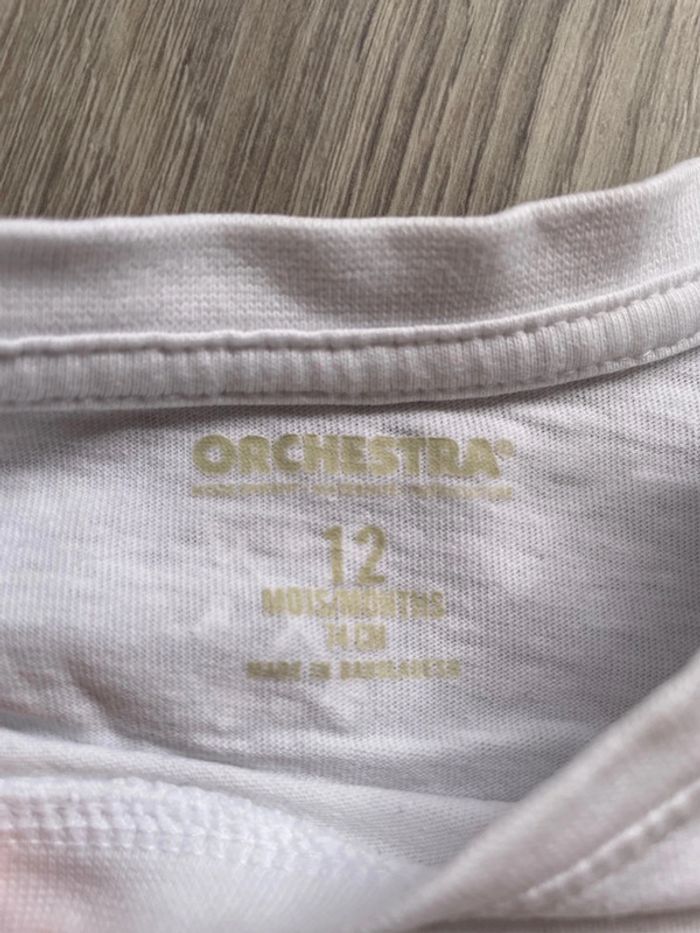 ORCHESTRA®
12
MOIS/MONTHS
74 CM
MADE IN BANGLADESH